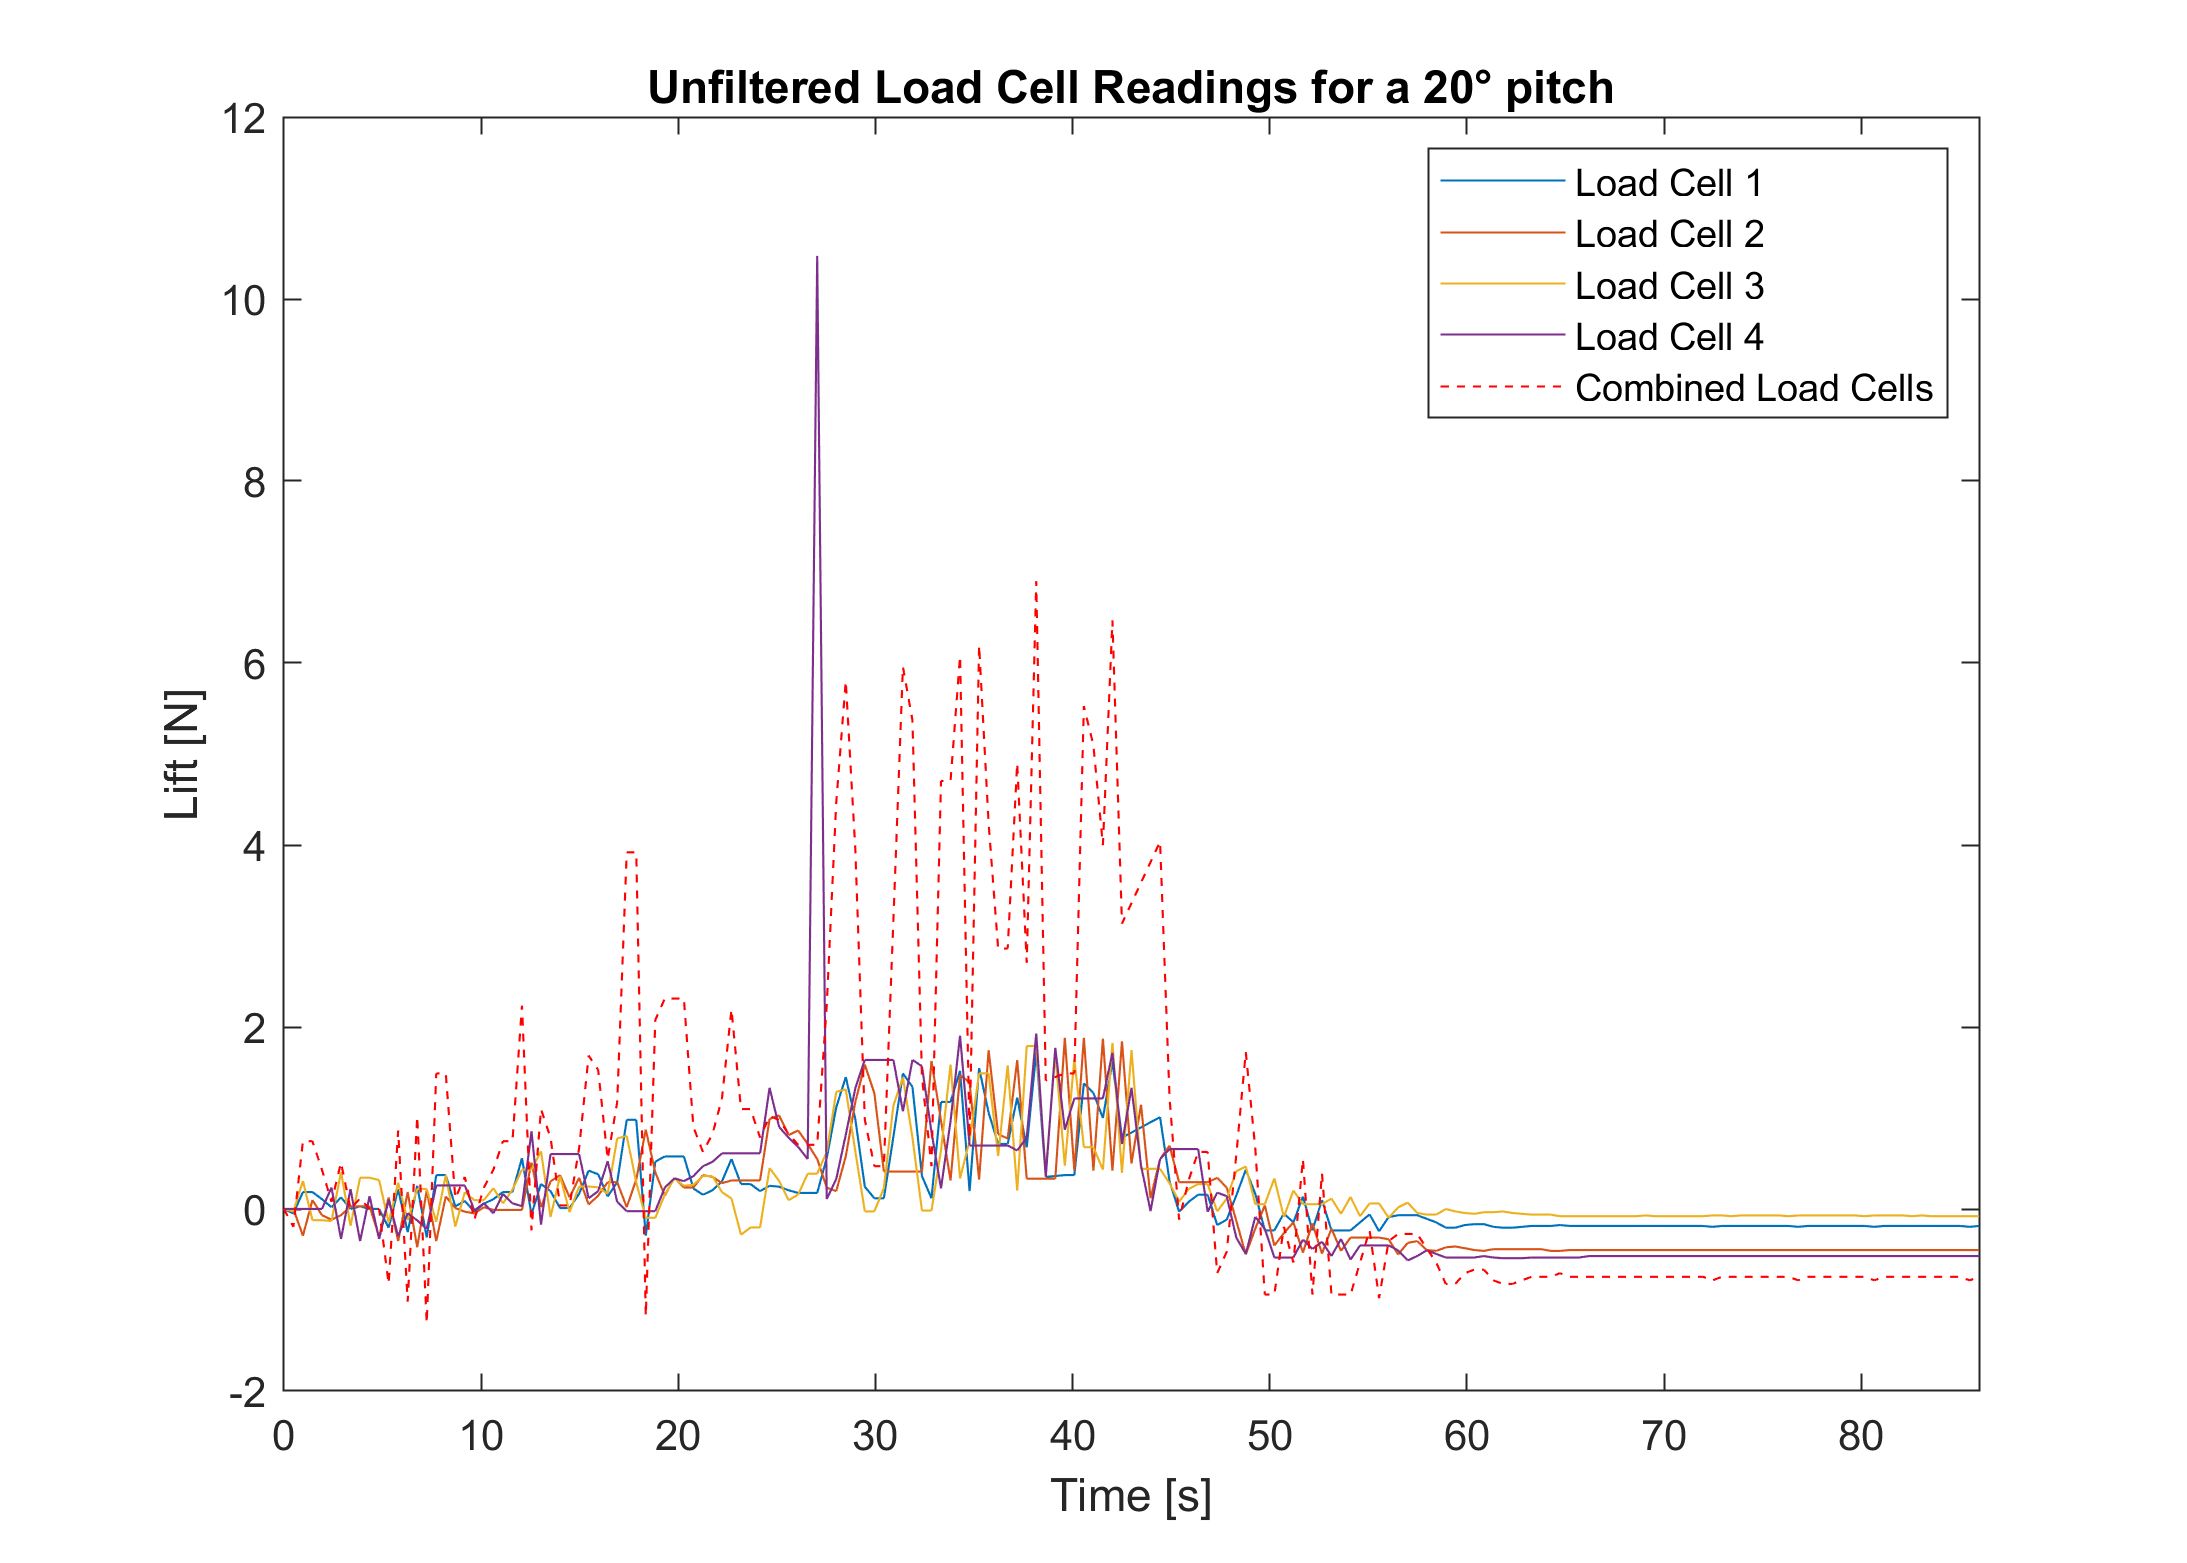 Unfiltered Load Cell Readings for a 20° pitch
12
10
8
6
4
2
0
-2
Lift [N]
Load Cell 1
Load Cell 2
Load Cell 3
Load Cell 4
Combined Load Cells
0 10 20 30 40 50 60 70 80
Time [s]